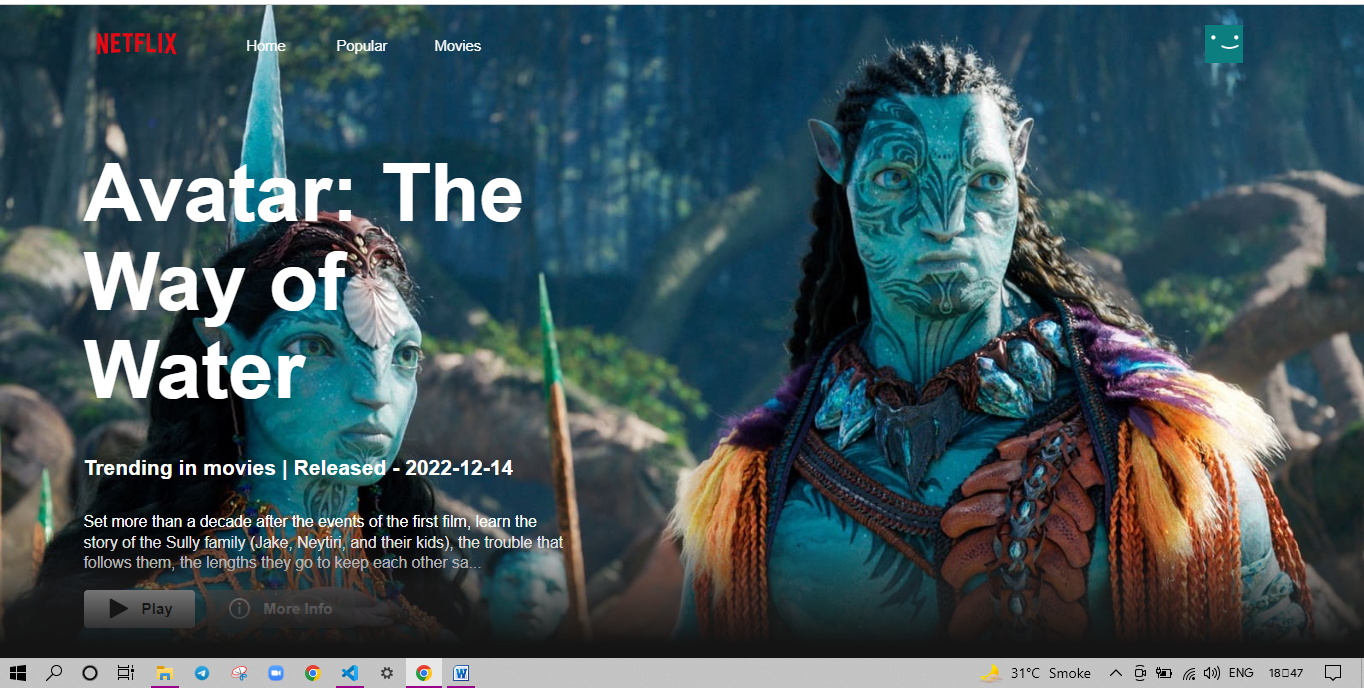 NETFLIX
Home Popular Movies
Avatar: The
Way of
Water
Trending in movies | Released - 2022-12-14
Set more than a decade after the events of the first film, learn the
story of the Sully family (Jake, Neytiri, and their kids), the trouble that
follows them, the lengths they go to keep each other sa...
Play More Info
31°C Smoke ENG 18▯47